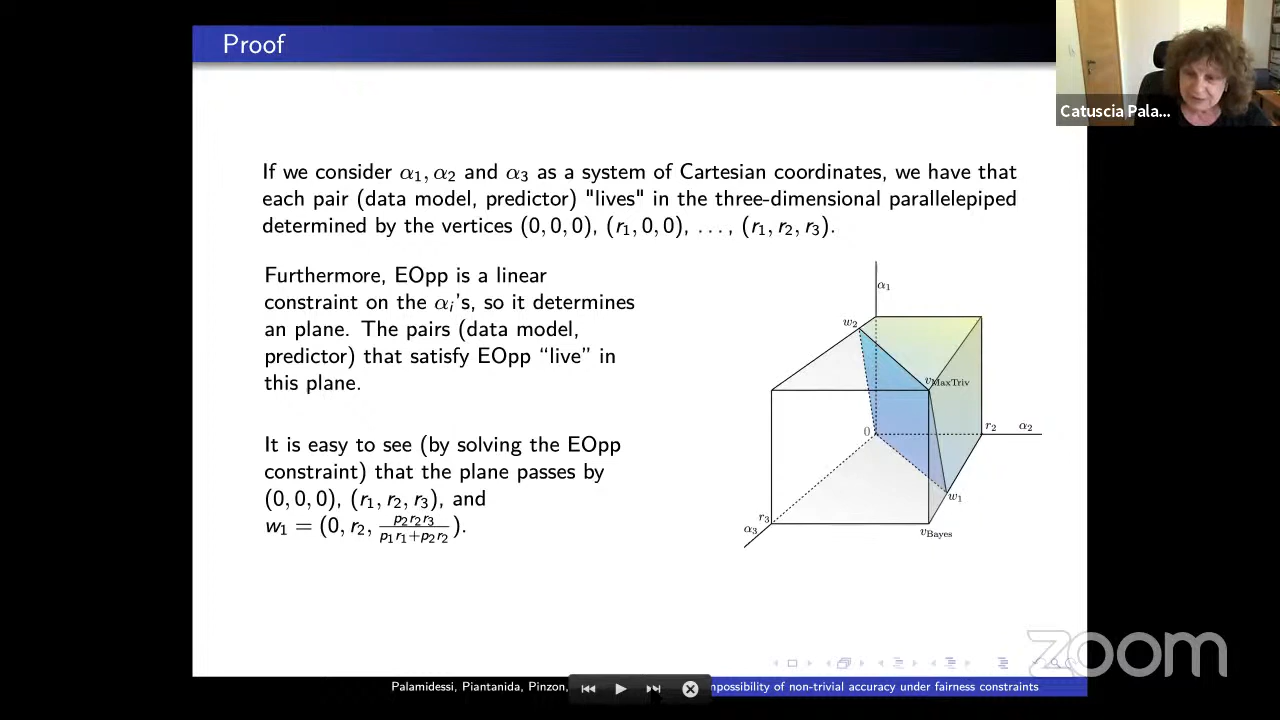 Proof
Catuscia Pala...
If we consider α₁, α₂ and α₃ as a system of Cartesian coordinates, we have that
each pair (data model, predictor) "lives" in the three-dimensional parallelepiped
determined by the vertices (0, 0, 0), (r₁, 0, 0), ..., (r₁, r₂, r₃).
Furthermore, EOpp is a linear
constraint on the αᵢ's, so it determines
an plane. The pairs (data model,
predictor) that satisfy EOpp “live” in
this plane.
It is easy to see (by solving the EOpp
constraint) that the plane passes by
(0, 0, 0), (r₁, r₂, r₃), and
w₁ = (0, r₂, p₂r₂r₃ / p₁r₁+p₂r₂).
α₁
w₂
v_MaxTriv
0
r₂
α₂
w₁
r₃
α₃
v_Bayes
zoom
Palamidessi, Piantanida, Pinzon,
mpossibility of non-trivial accuracy under fairness constraints